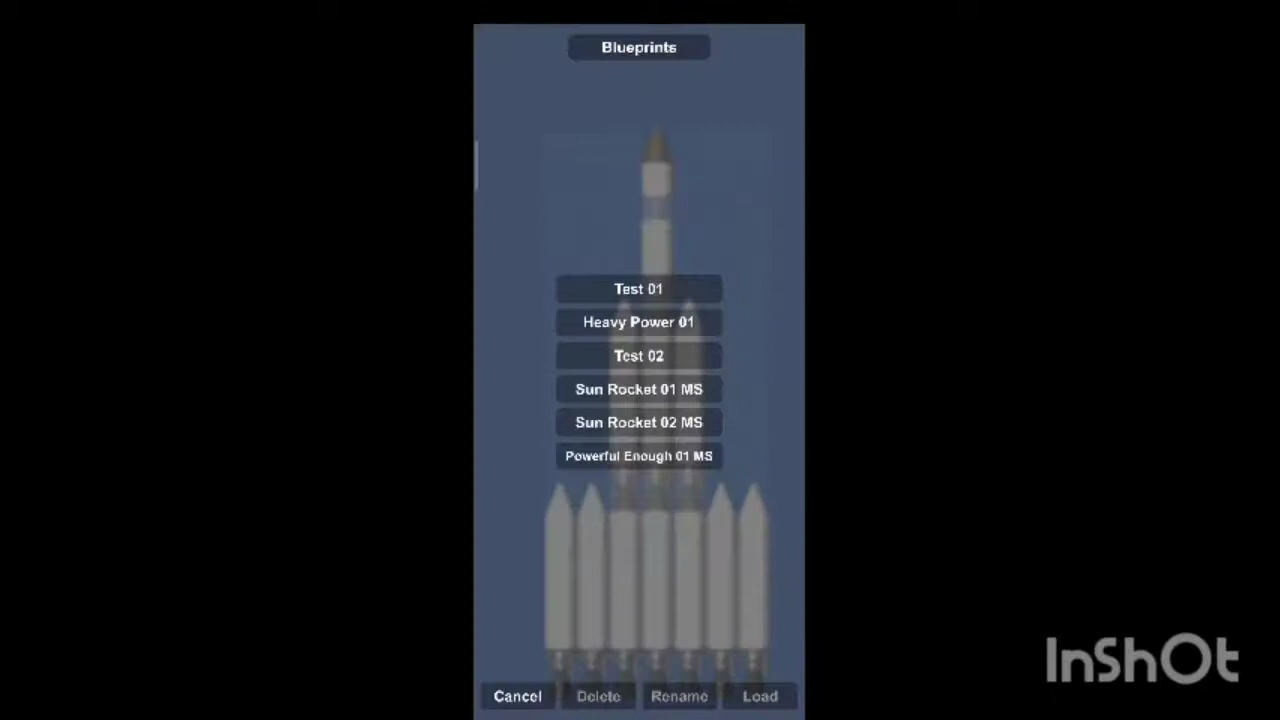 Blueprints
Test 01
Heavy Power 01
Test 02
Sun Rocket 01 MS
Sun Rocket 02 MS
Powerful Enough 01 MS
Cancel Delete Rename Load
InShOt